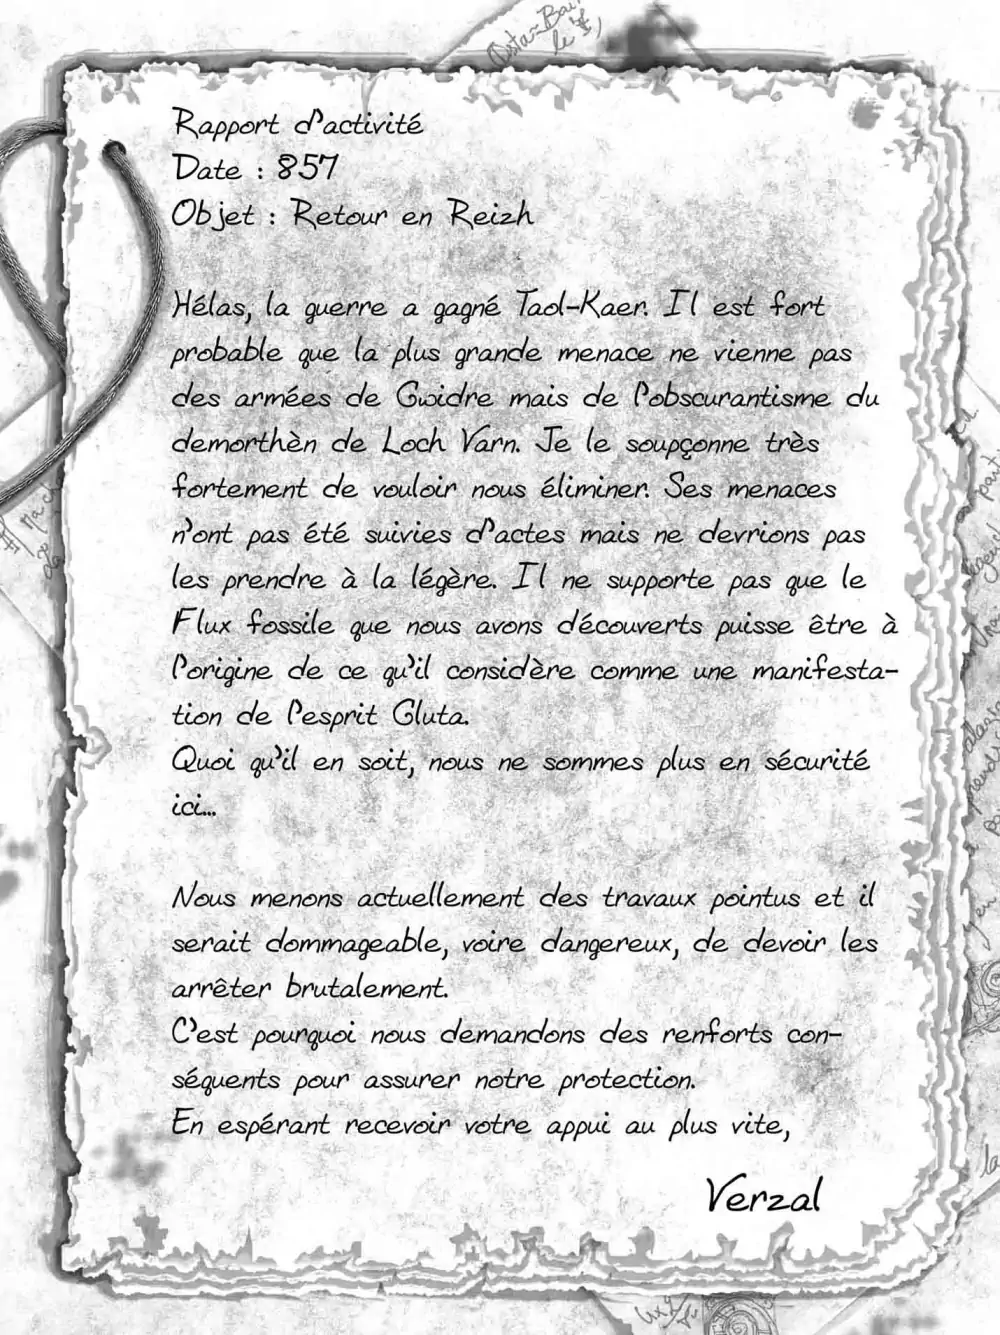 Rapport d'activité
Date : 857
Objet : Retour en Reizh
Hélas, la guerre a gagné Taol-Kaer. Il est fort
probable que la plus grande menace ne vienne pas
des armées de Gwidre mais de l'obscurantisme du
demorthèn de Loch Varn. Je le soupçonne très
fortement de vouloir nous éliminer. Ses menaces
n'ont pas été suivies d'actes mais ne devrions pas
les prendre à la légère. Il ne supporte pas que le
Flux fossile que nous avons découverts puisse être à
l'origine de ce qu'il considère comme une manifesta-
tion de l'esprit Gluta.
Quoi qu'il en soit, nous ne sommes plus en sécurité
ici...
Nous menons actuellement des travaux pointus et il
serait dommageable, voire dangereux, de devoir les
arrêter brutalement.
C'est pourquoi nous demandons des renforts con-
séquents pour assurer notre protection.
En espérant recevoir votre appui au plus vite,
Verzal